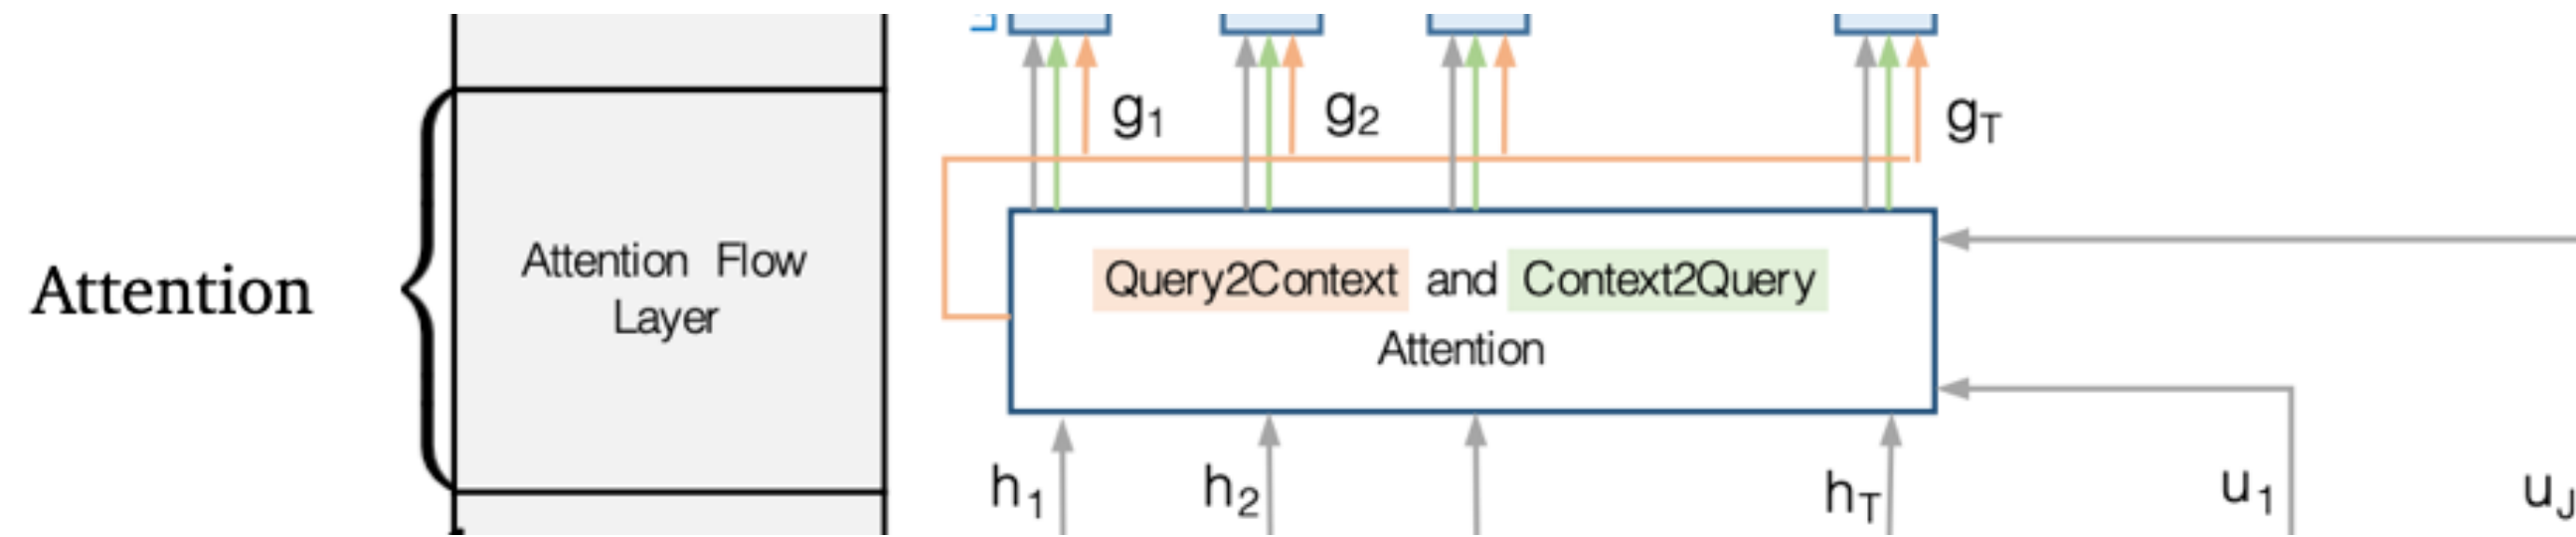 g1
g2
gT
Attention
Attention Flow
Layer
Query2Context and Context2Query
Attention
h1
h2
hT
u1
uJ